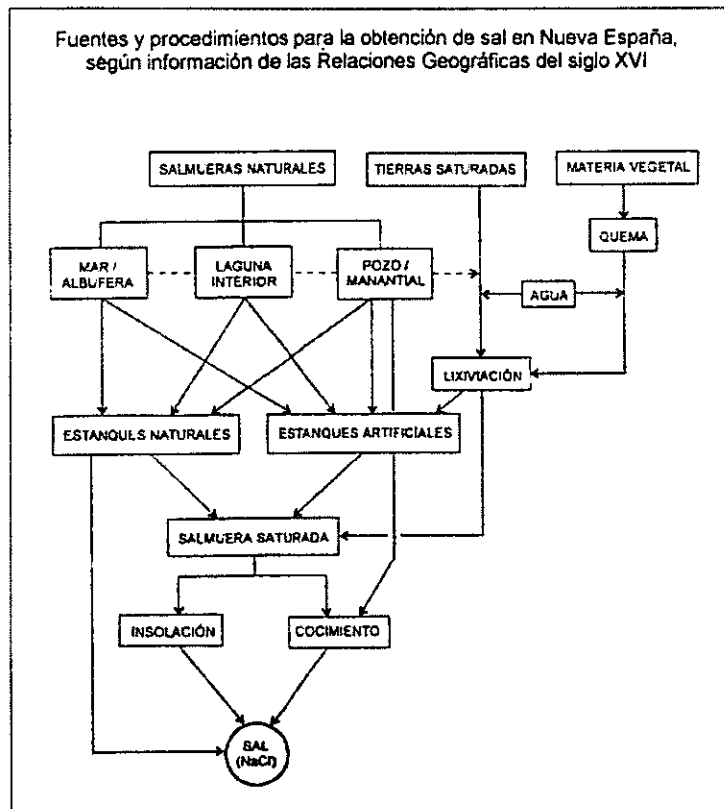 Fuentes y procedimientos para la obtención de sal en Nueva España,
según información de las Relaciones Geográficas del siglo XVI
SALMUERAS NATURALES
TIERRAS SATURADAS
MATERIA VEGETAL
QUEMA
MAR /
ALBUFERA
LAGUNA
INTERIOR
POZO /
MANANTIAL
AGUA
LIXIVIACIÓN
ESTANQUES NATURALES
ESTANQUES ARTIFICIALES
SALMUERA SATURADA
INSOLACIÓN
COCIMIENTO
SAL
(NaCl)